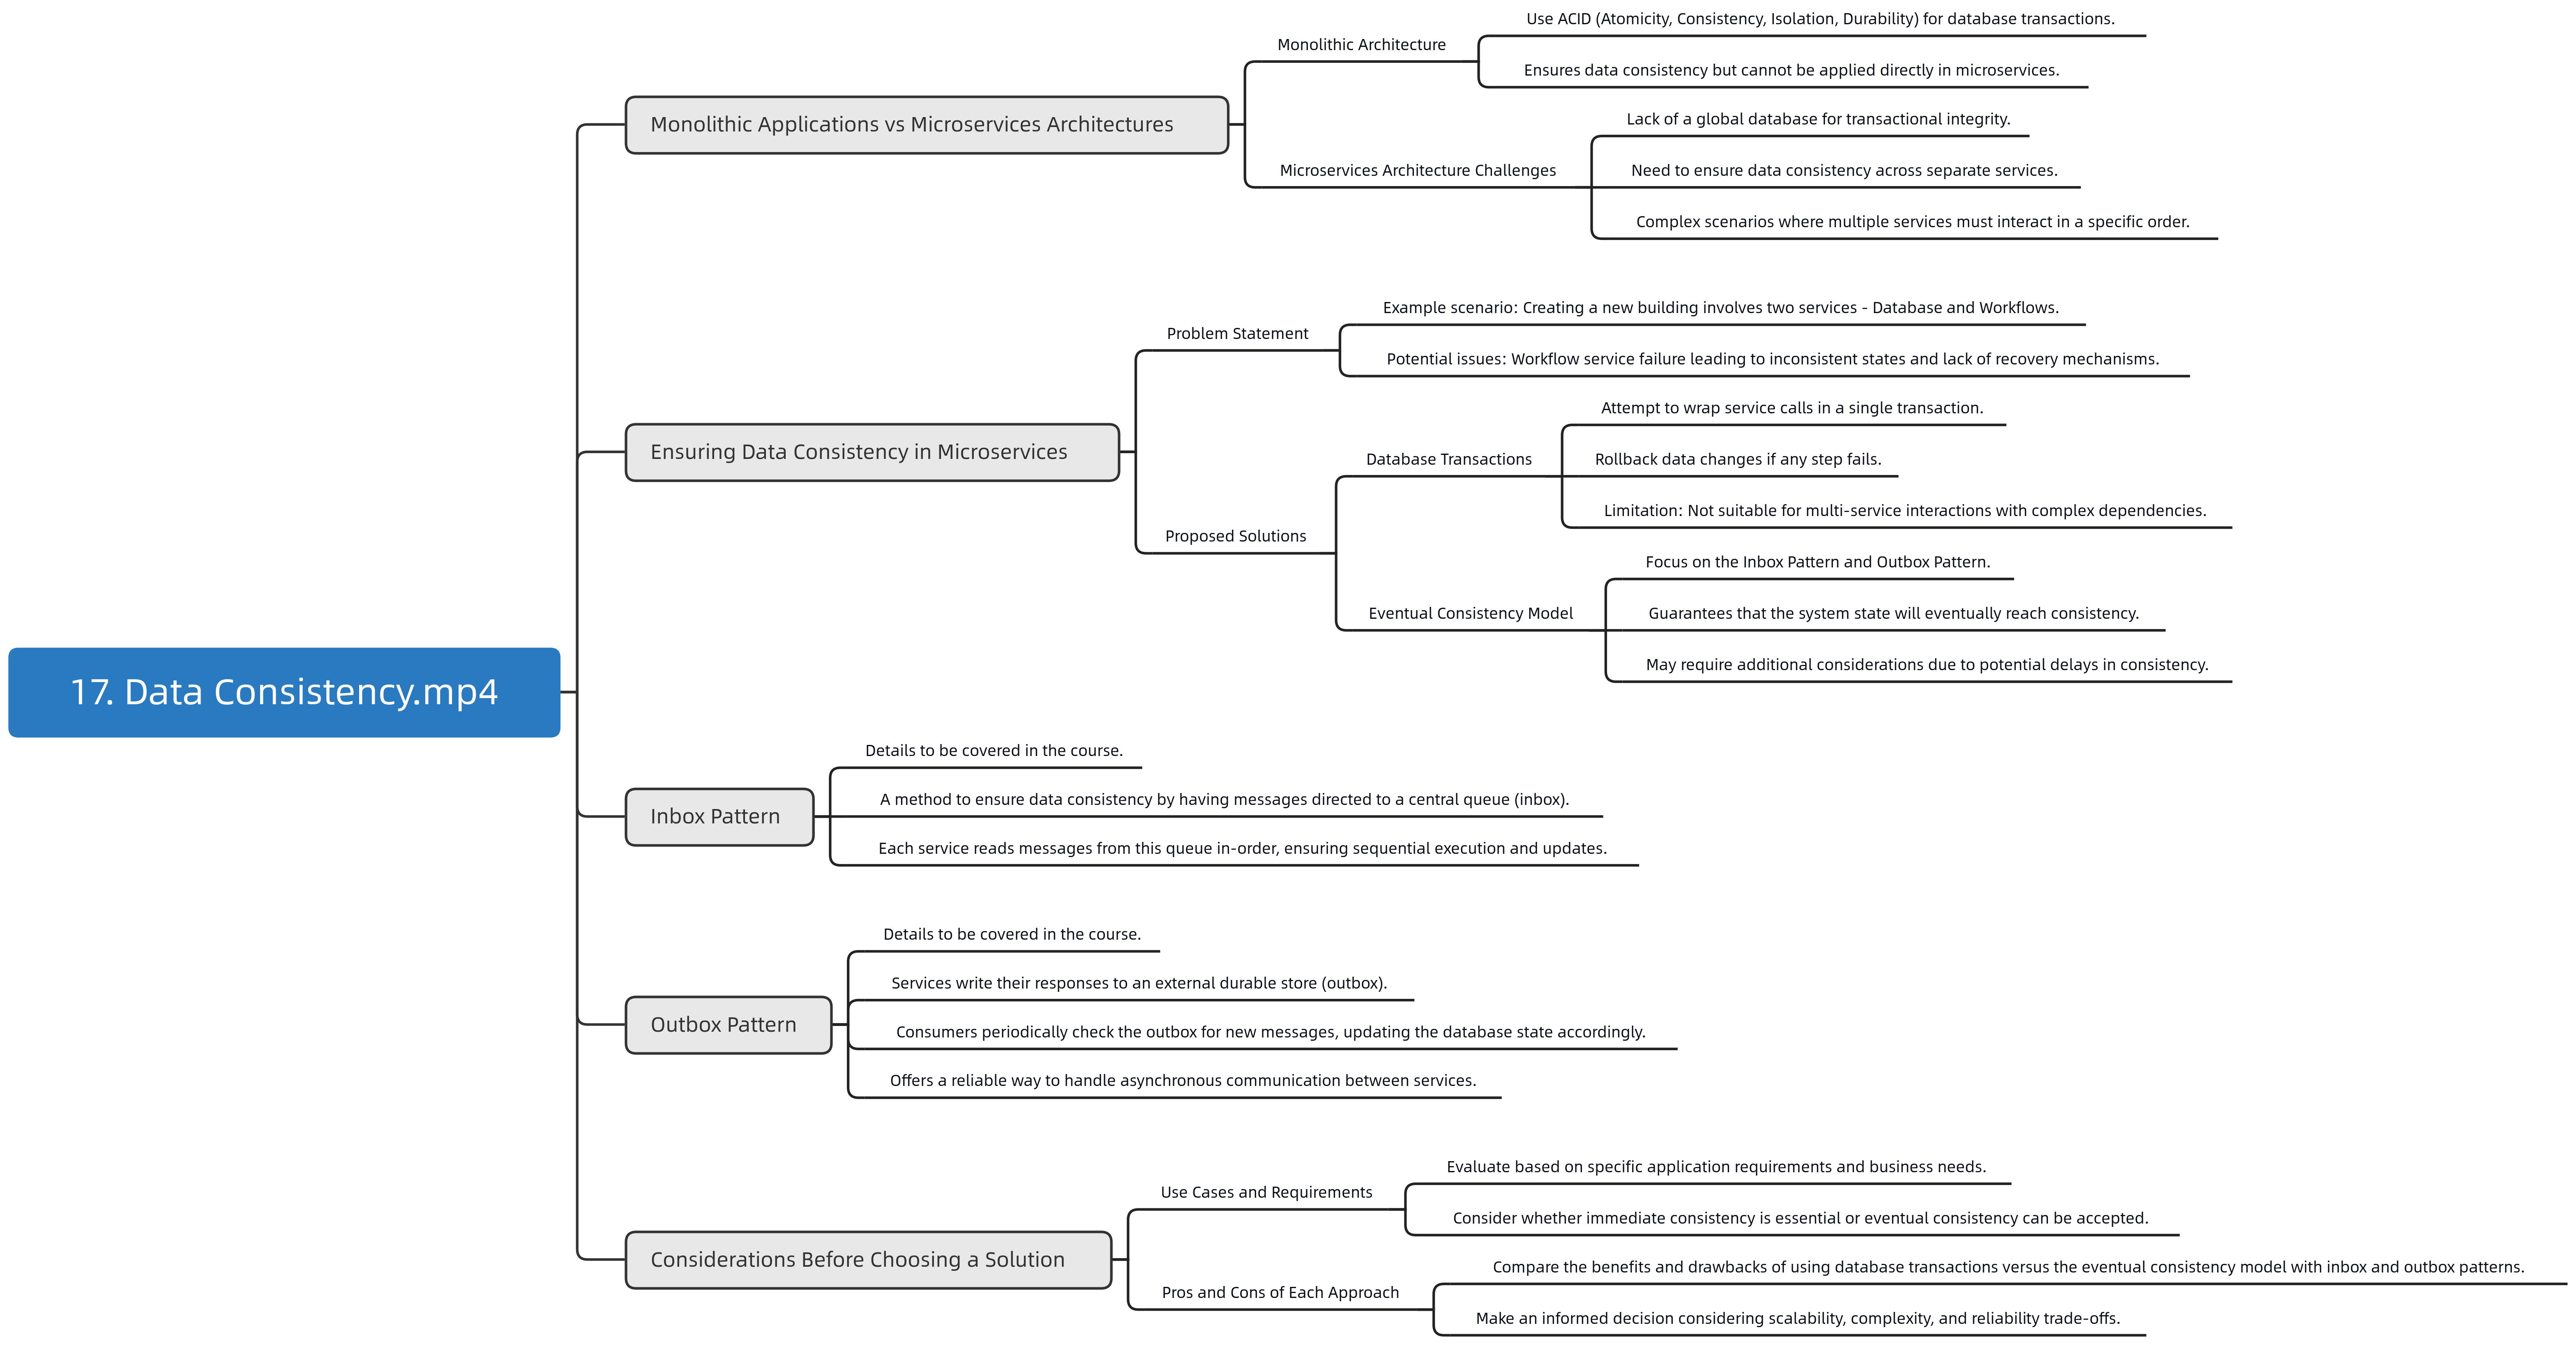 17. Data Consistency.mp4
Monolithic Applications vs Microservices Architectures
Monolithic Architecture
Use ACID (Atomicity, Consistency, Isolation, Durability) for database transactions.
Ensures data consistency but cannot be applied directly in microservices.
Microservices Architecture Challenges
Lack of a global database for transactional integrity.
Need to ensure data consistency across separate services.
Complex scenarios where multiple services must interact in a specific order.
Ensuring Data Consistency in Microservices
Problem Statement
Example scenario: Creating a new building involves two services - Database and Workflows.
Potential issues: Workflow service failure leading to inconsistent states and lack of recovery mechanisms.
Proposed Solutions
Database Transactions
Attempt to wrap service calls in a single transaction.
Rollback data changes if any step fails.
Limitation: Not suitable for multi-service interactions with complex dependencies.
Eventual Consistency Model
Focus on the Inbox Pattern and Outbox Pattern.
Guarantees that the system state will eventually reach consistency.
May require additional considerations due to potential delays in consistency.
Inbox Pattern
Details to be covered in the course.
A method to ensure data consistency by having messages directed to a central queue (inbox).
Each service reads messages from this queue in-order, ensuring sequential execution and updates.
Outbox Pattern
Details to be covered in the course.
Services write their responses to an external durable store (outbox).
Consumers periodically check the outbox for new messages, updating the database state accordingly.
Offers a reliable way to handle asynchronous communication between services.
Considerations Before Choosing a Solution
Use Cases and Requirements
Evaluate based on specific application requirements and business needs.
Consider whether immediate consistency is essential or eventual consistency can be accepted.
Pros and Cons of Each Approach
Compare the benefits and drawbacks of using database transactions versus the eventual consistency model with inbox and outbox patterns.
Make an informed decision considering scalability, complexity, and reliability trade-offs.